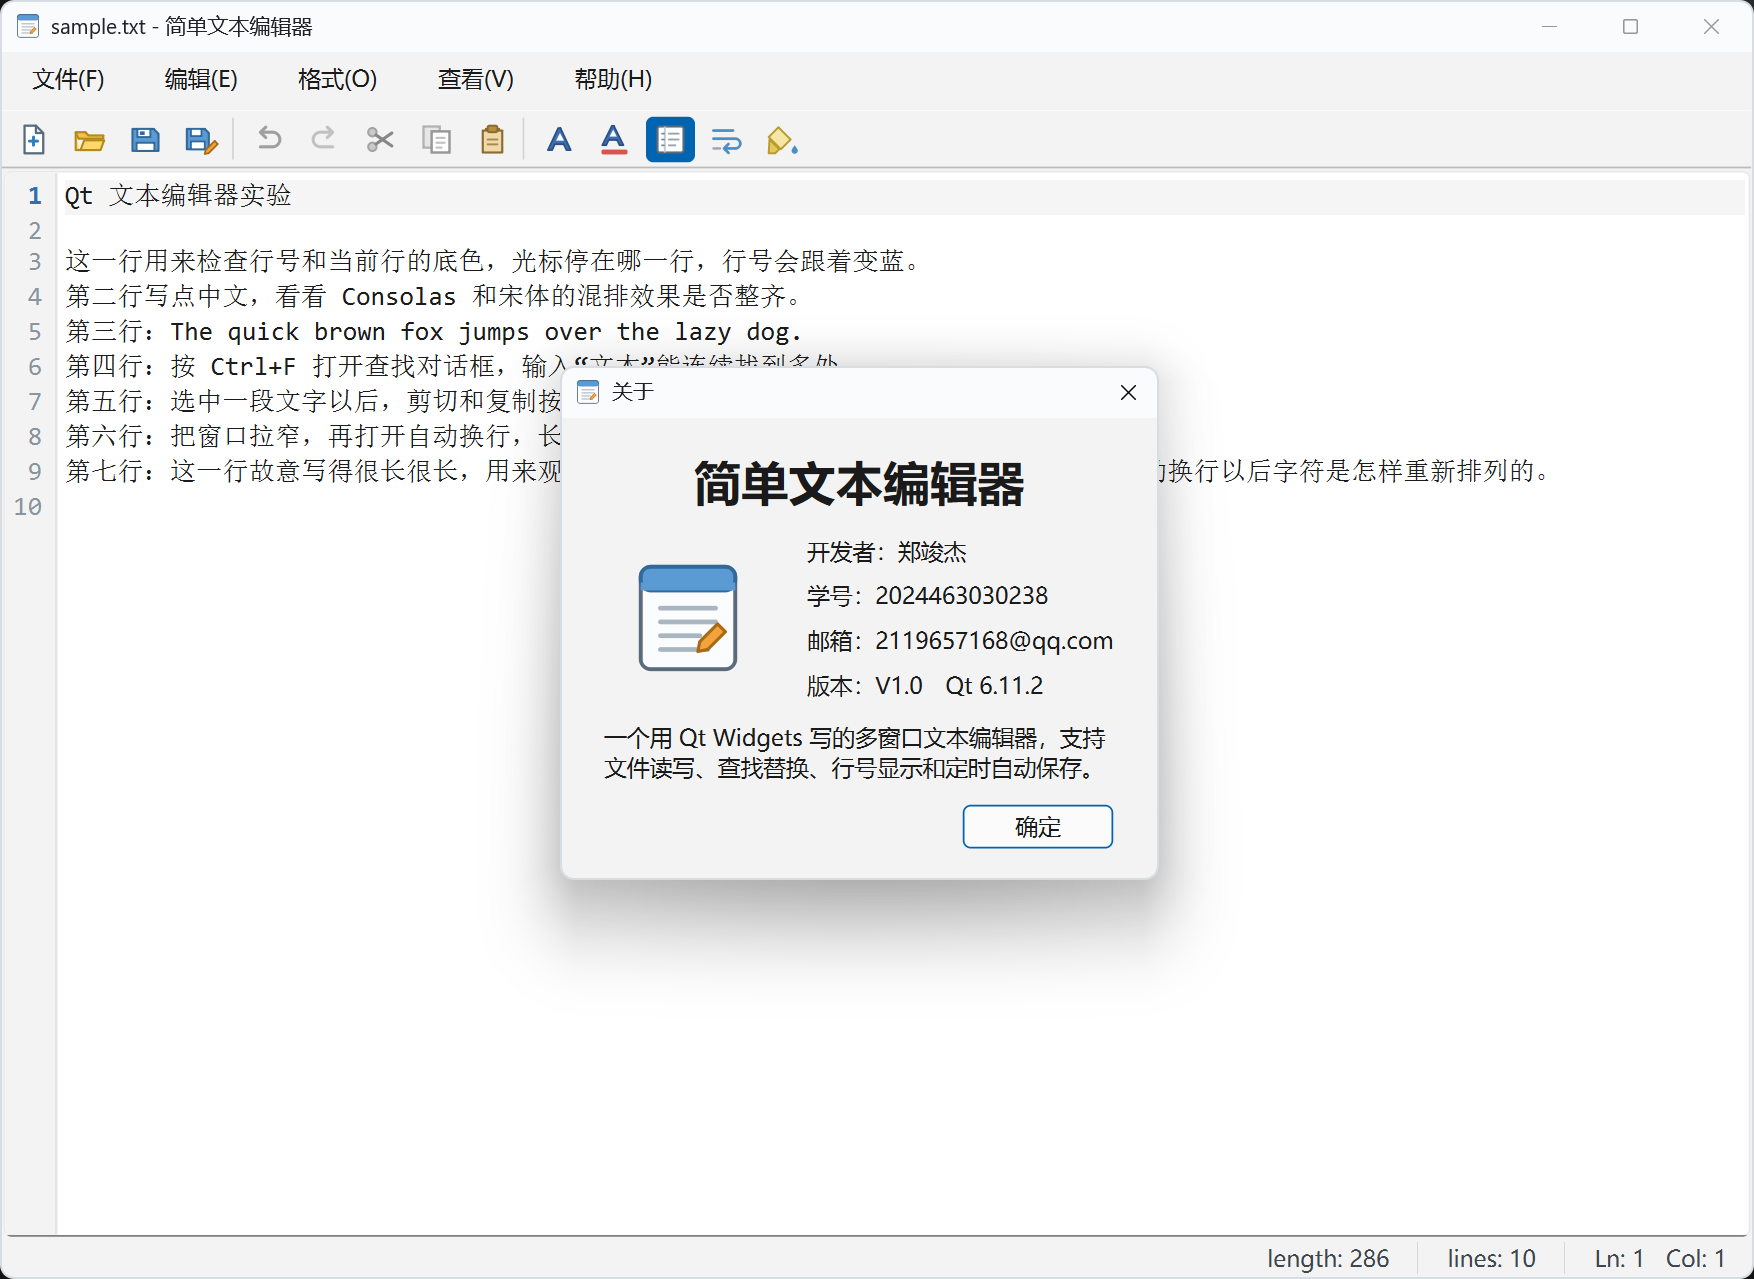 sample.txt - 简单文本编辑器
文件(F) 编辑(E) 格式(O) 查看(V) 帮助(H)
1 Qt 文本编辑器实验
2
3 这一行用来检查行号和当前行的底色，光标停在哪一行，行号会跟着变蓝。
4 第二行写点中文，看看 Consolas 和宋体的混排效果是否整齐。
5 第三行：The quick brown fox jumps over the lazy dog.
6 第四行：按 Ctrl+F 打开查找对话框，输入“文本”能连续找到多处
7 第五行：选中一段文字以后，剪切和复制按
8 第六行：把窗口拉窄，再打开自动换行，长
9 第七行：这一行故意写得很长很长，用来观 换行以后字符是怎样重新排列的。
10
关于
简单文本编辑器
开发者：郑竣杰
学号：2024463030238
邮箱：2119657168@qq.com
版本：V1.0 Qt 6.11.2
一个用 Qt Widgets 写的多窗口文本编辑器，支持
文件读写、查找替换、行号显示和定时自动保存。
确定
length: 286 lines: 10 Ln: 1 Col: 1